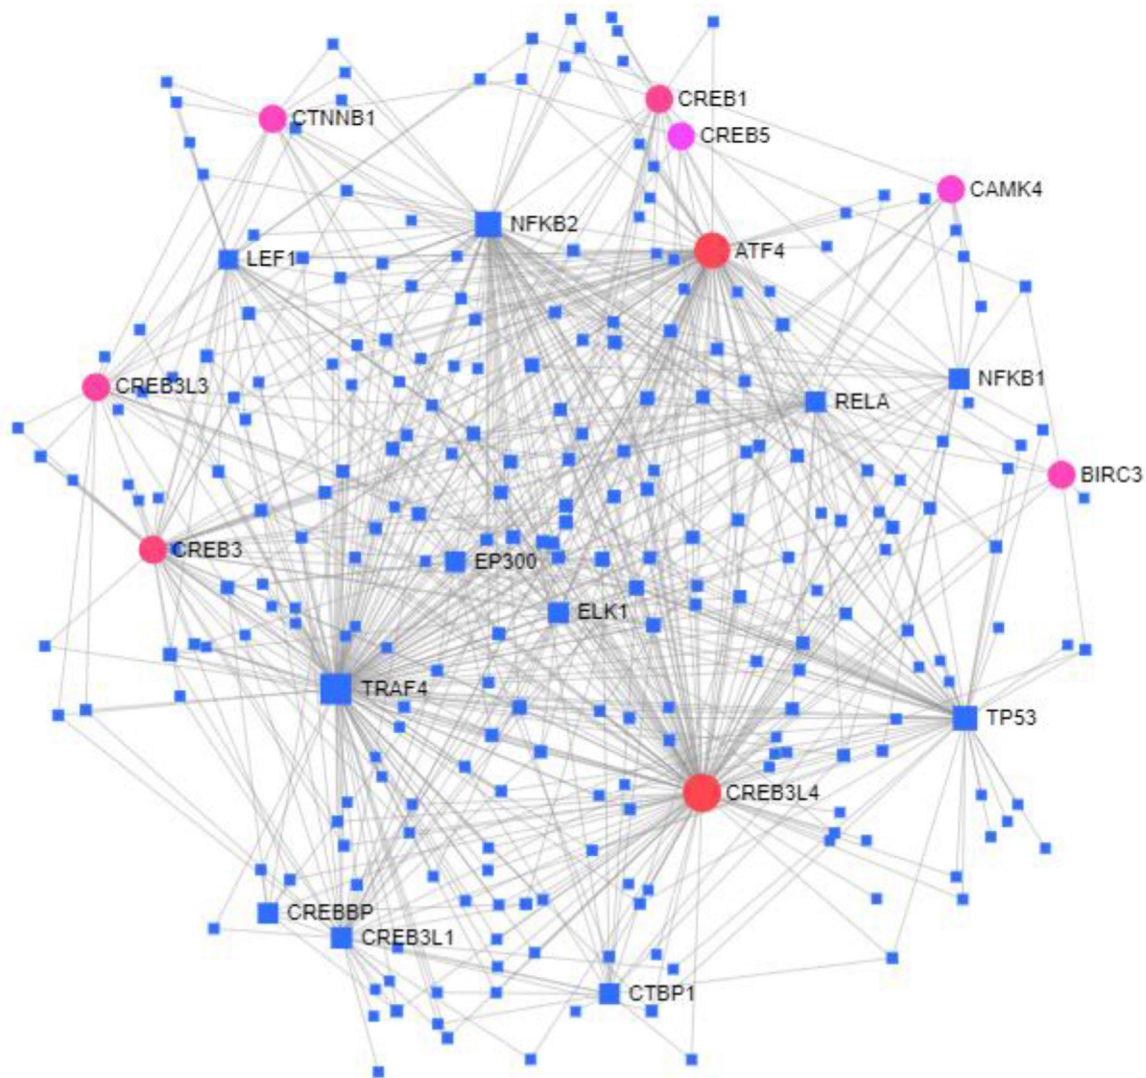 CREB1
CTNNB1
CREB5
CAMK4
NFKB2
ATF4
LEF1
NFKB1
CREB3L3
RELA
BIRC3
CREB3
EP300
ELK1
TRAF4
TP53
CREB3L4
CREBBP
CREB3L1
CTBP1